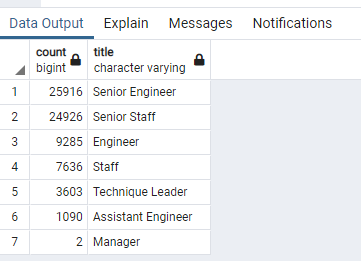 Data Output Explain Messages Notifications
count title
bigint character varying
1 25916 Senior Engineer
2 24926 Senior Staff
3 9285 Engineer
4 7636 Staff
5 3603 Technique Leader
6 1090 Assistant Engineer
7 2 Manager